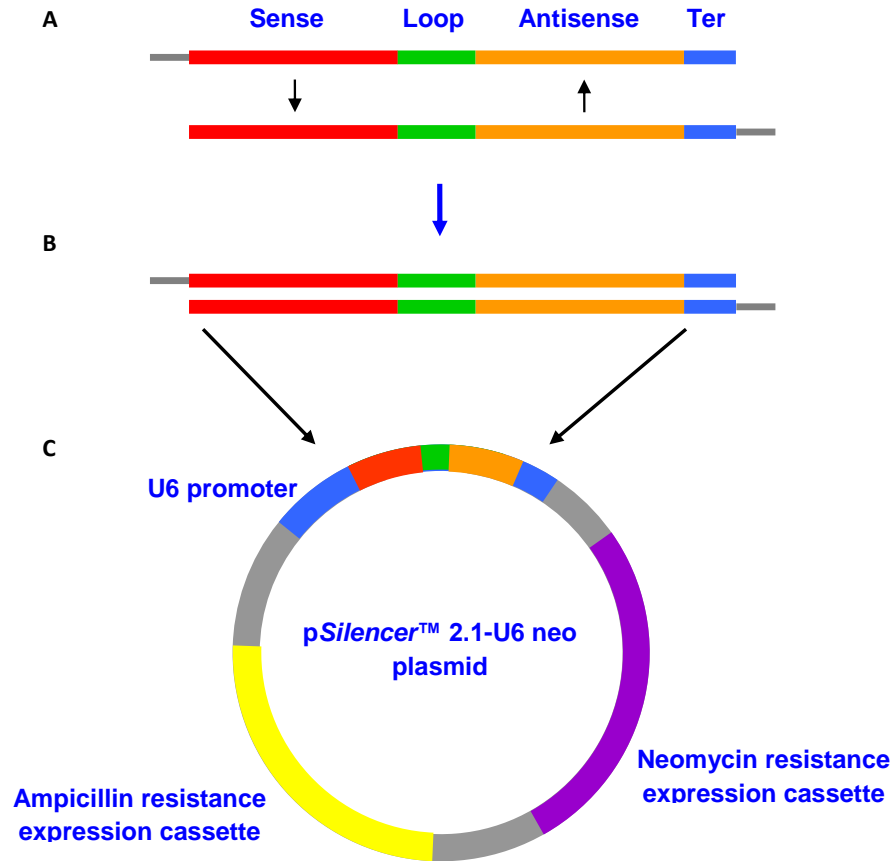 A
Sense Loop Antisense Ter
B
C
U6 promoter
pSilencer™ 2.1-U6 neo
plasmid
Neomycin resistance
expression cassette
Ampicillin resistance
expression cassette